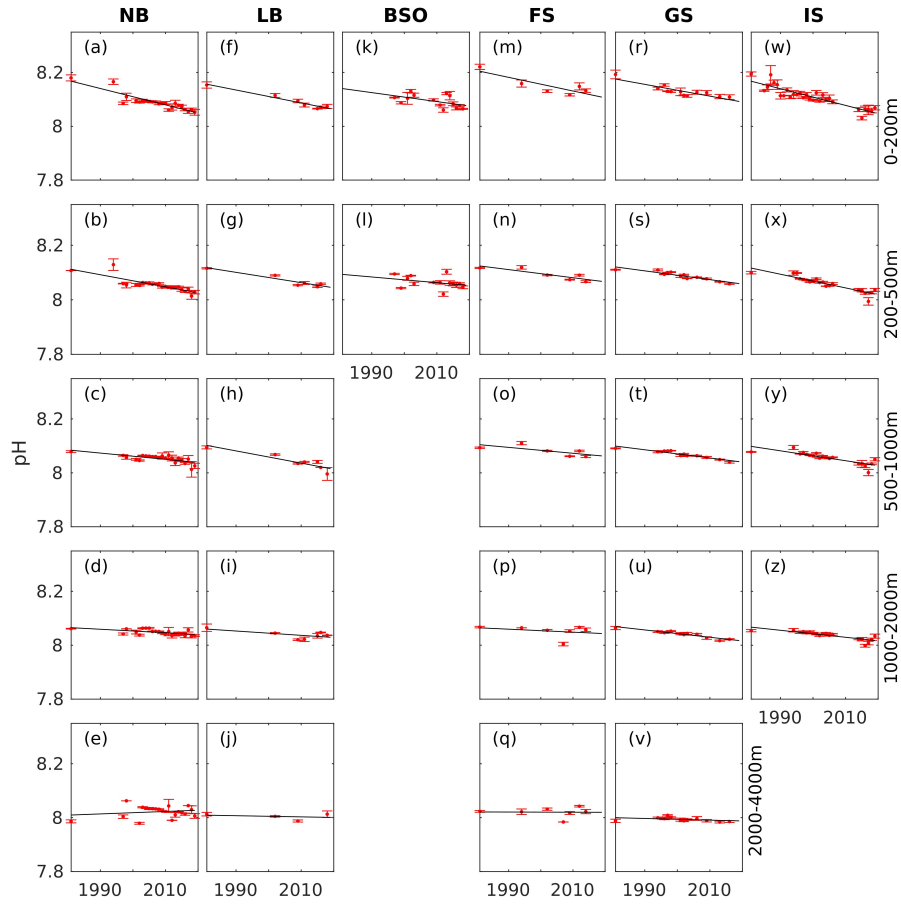 NB LB BSO FS GS IS
(a) (f) (k) (m) (r) (w)
8.2
8
7.8
0-200m
(b) (g) (l) (n) (s) (x)
8.2
8
7.8
200-500m
1990 2010
(c) (h) (o) (t) (y)
8.2
8
7.8
pH
500-1000m
(d) (i) (p) (u) (z)
8.2
8
7.8
1000-2000m
1990 2010
(e) (j) (q) (v)
8.2
8
7.8
2000-4000m
1990 2010 1990 2010 1990 2010 1990 2010